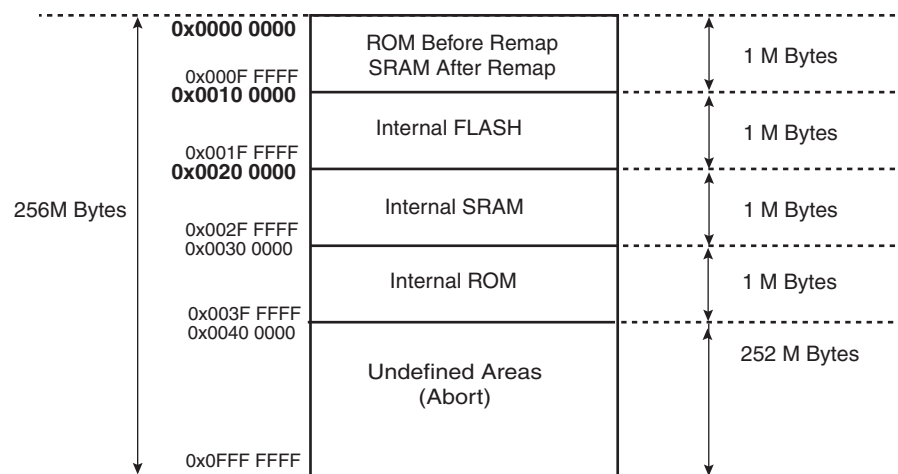 0x0000 0000
ROM Before Remap
SRAM After Remap
1 M Bytes
0x000F FFFF
0x0010 0000
Internal FLASH
1 M Bytes
0x001F FFFF
0x0020 0000
256M Bytes
Internal SRAM
1 M Bytes
0x002F FFFF
0x0030 0000
Internal ROM
1 M Bytes
0x003F FFFF
0x0040 0000
252 M Bytes
Undefined Areas
(Abort)
0x0FFF FFFF